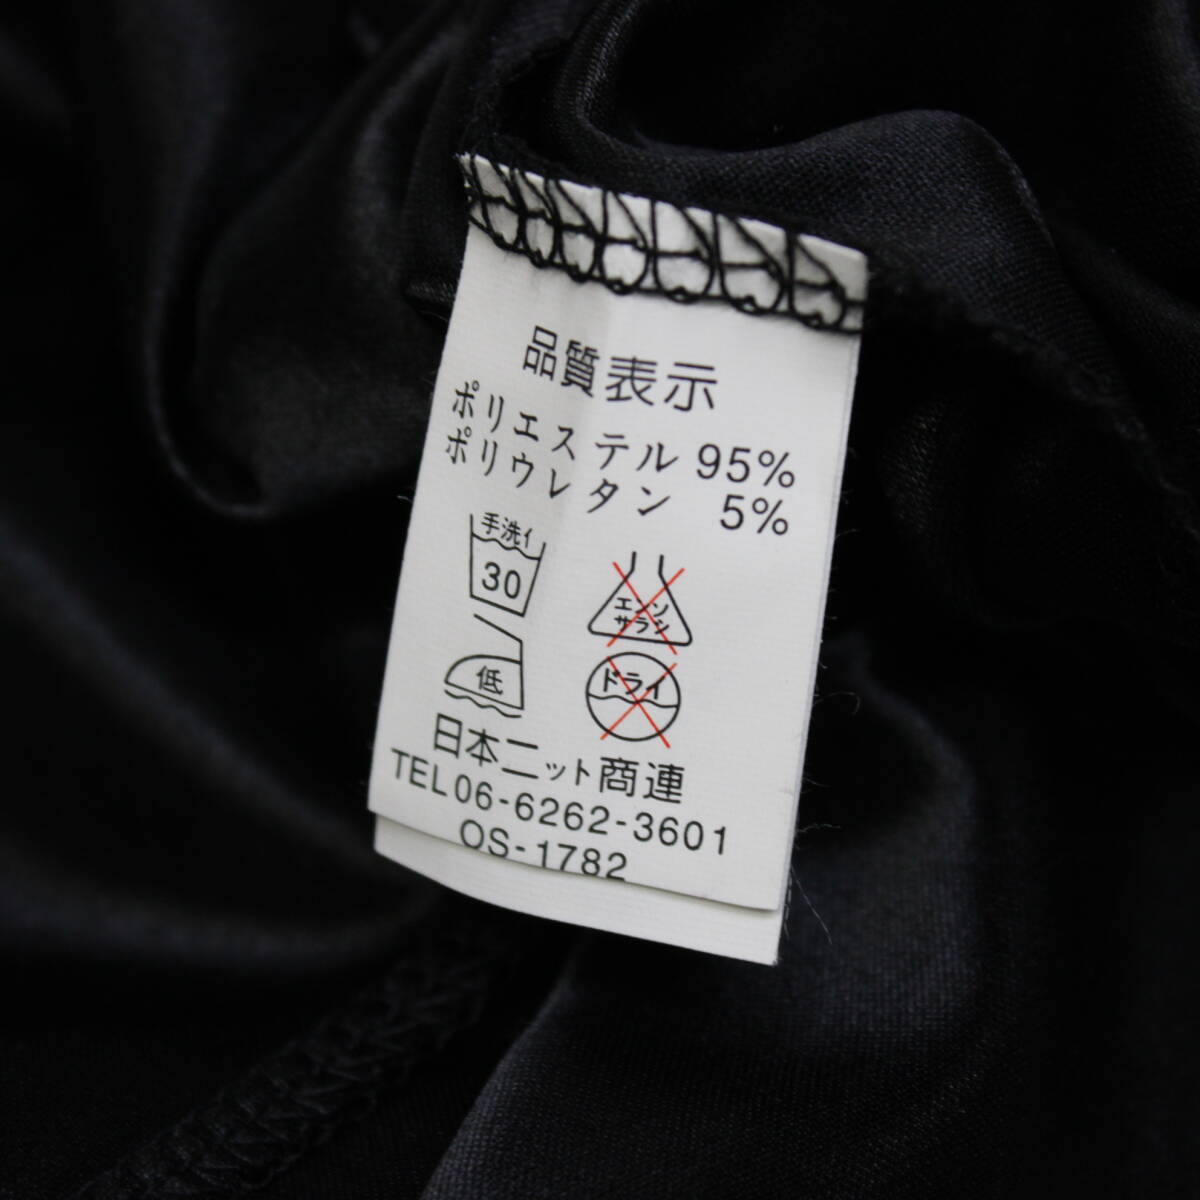 品質表示
ポリエステル 95%
ポリウレタン 5%
手洗イ
30
エンソ
サラシ
低
ドライ
日本ニット商連
TEL06-6262-3601
OS-1782